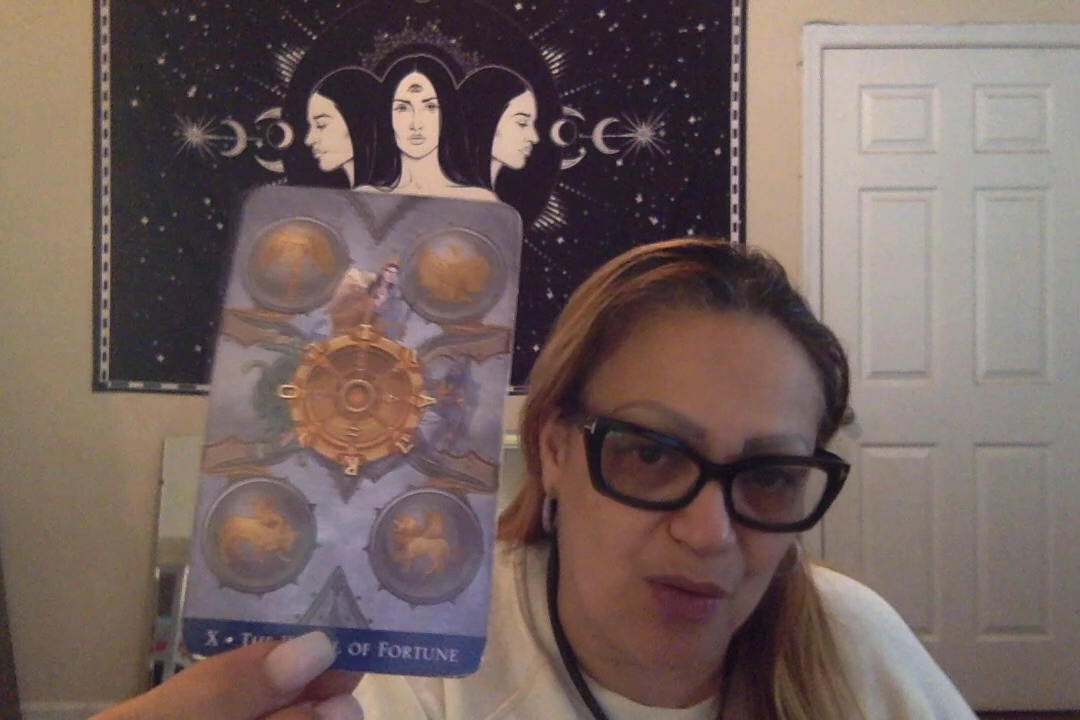 T
O A
R
X • THE OF FORTUNE